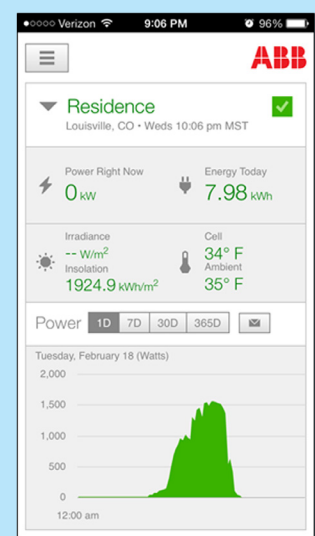 Verizon 9:06 PM 96%
ABB
Residence
Louisville, CO • Weds 10:06 pm MST
Power Right Now
0 kW
Energy Today
7.98 kWh
Irradiance
-- W/m²
Insolation
1924.9 kWh/m²
Cell
34° F
Ambient
35° F
Power 1D 7D 30D 365D
Tuesday, February 18 (Watts)
2,000
1,500
1,000
500
0
12:00 am